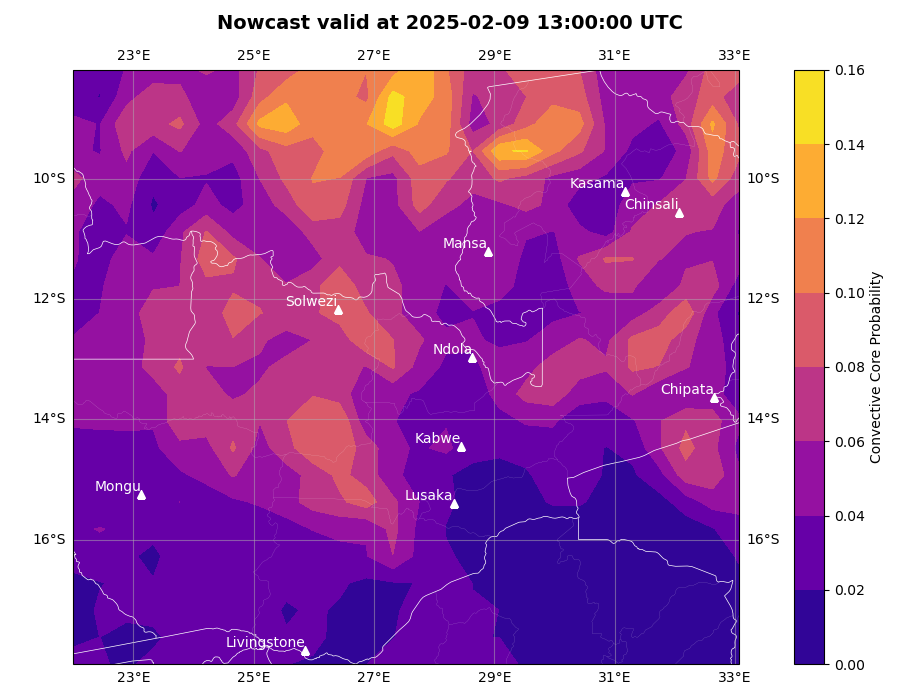 Nowcast valid at 2025-02-09 13:00:00 UTC
23°E 25°E 27°E 29°E 31°E 33°E
0.16
0.14
10°S Kasama 10°S
Chinsali
0.12
Mansa
0.10
12°S Solwezi 12°S
Ndola
0.08
Chipata
14°S 14°S
Kabwe
0.06
Mongu Lusaka
0.04
16°S 16°S
0.02
Livingstone
0.00
23°E 25°E 27°E 29°E 31°E 33°E
Convective Core Probability